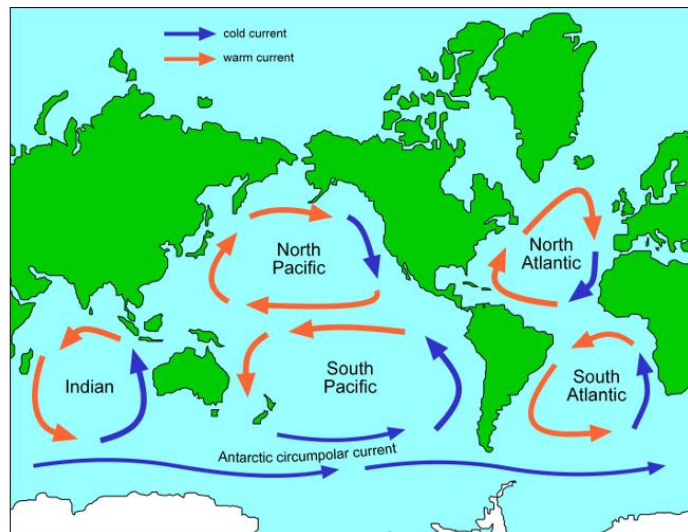 cold current
warm current
North
Pacific
North
Atlantic
Indian
South
Pacific
South
Atlantic
Antarctic circumpolar current